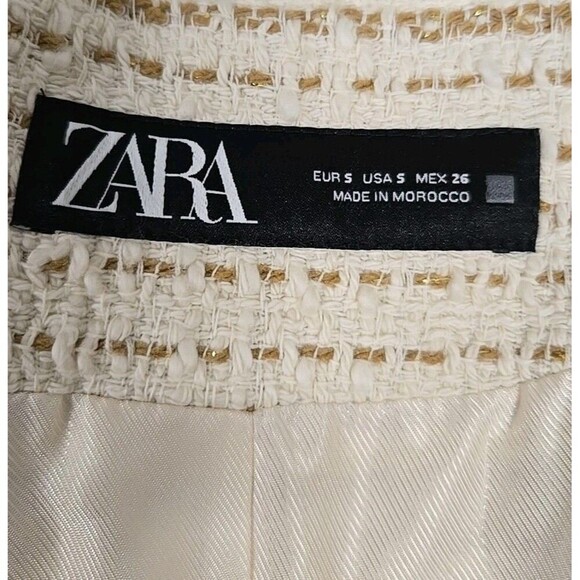 ZARA
EUR S USA S MEX 26
MADE IN MOROCCO